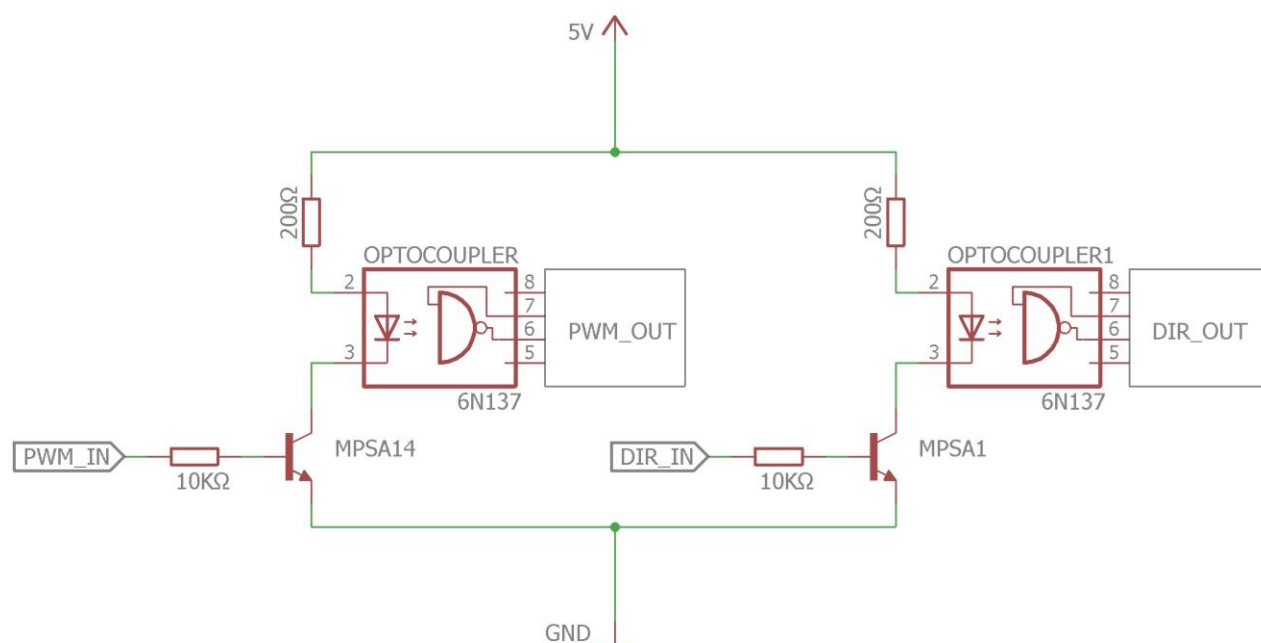 5V
200Ω
200Ω
OPTOCOUPLER
OPTOCOUPLER1
2
8
7
6
5
3
PWM_OUT
2
8
7
6
5
3
DIR_OUT
6N137
6N137
MPSA14
MPSA1
PWM_IN
DIR_IN
10KΩ
10KΩ
GND